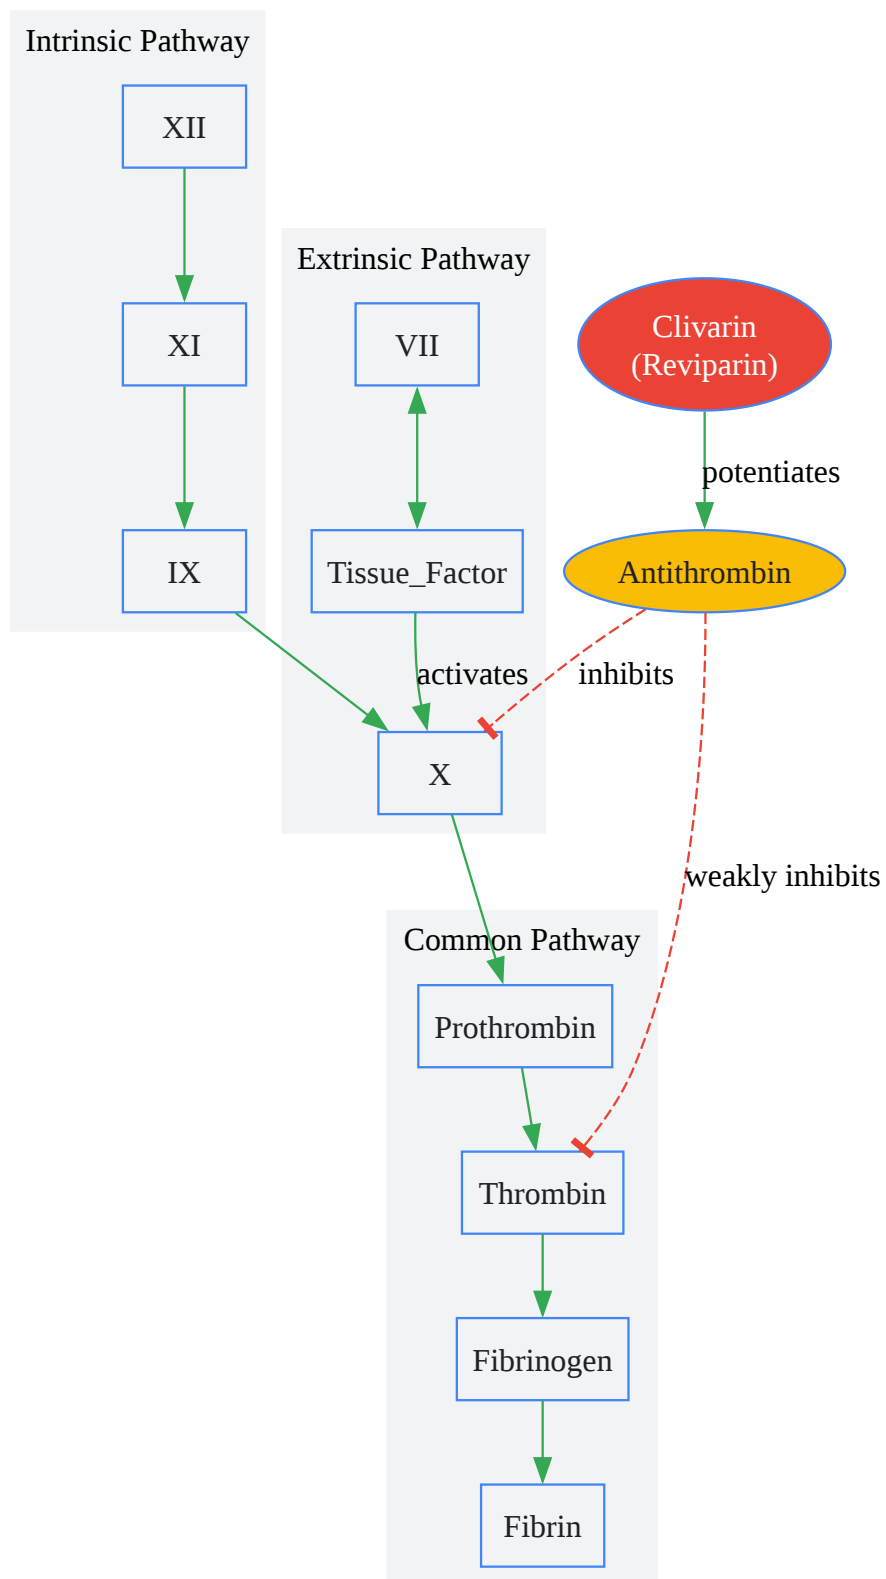 Intrinsic Pathway
XII
Extrinsic Pathway
XI
VII
Clivarin
(Reviparin)
potentiates
IX
Tissue_Factor
Antithrombin
activates
inhibits
X
weakly inhibits
Common Pathway
Prothrombin
Thrombin
Fibrinogen
Fibrin